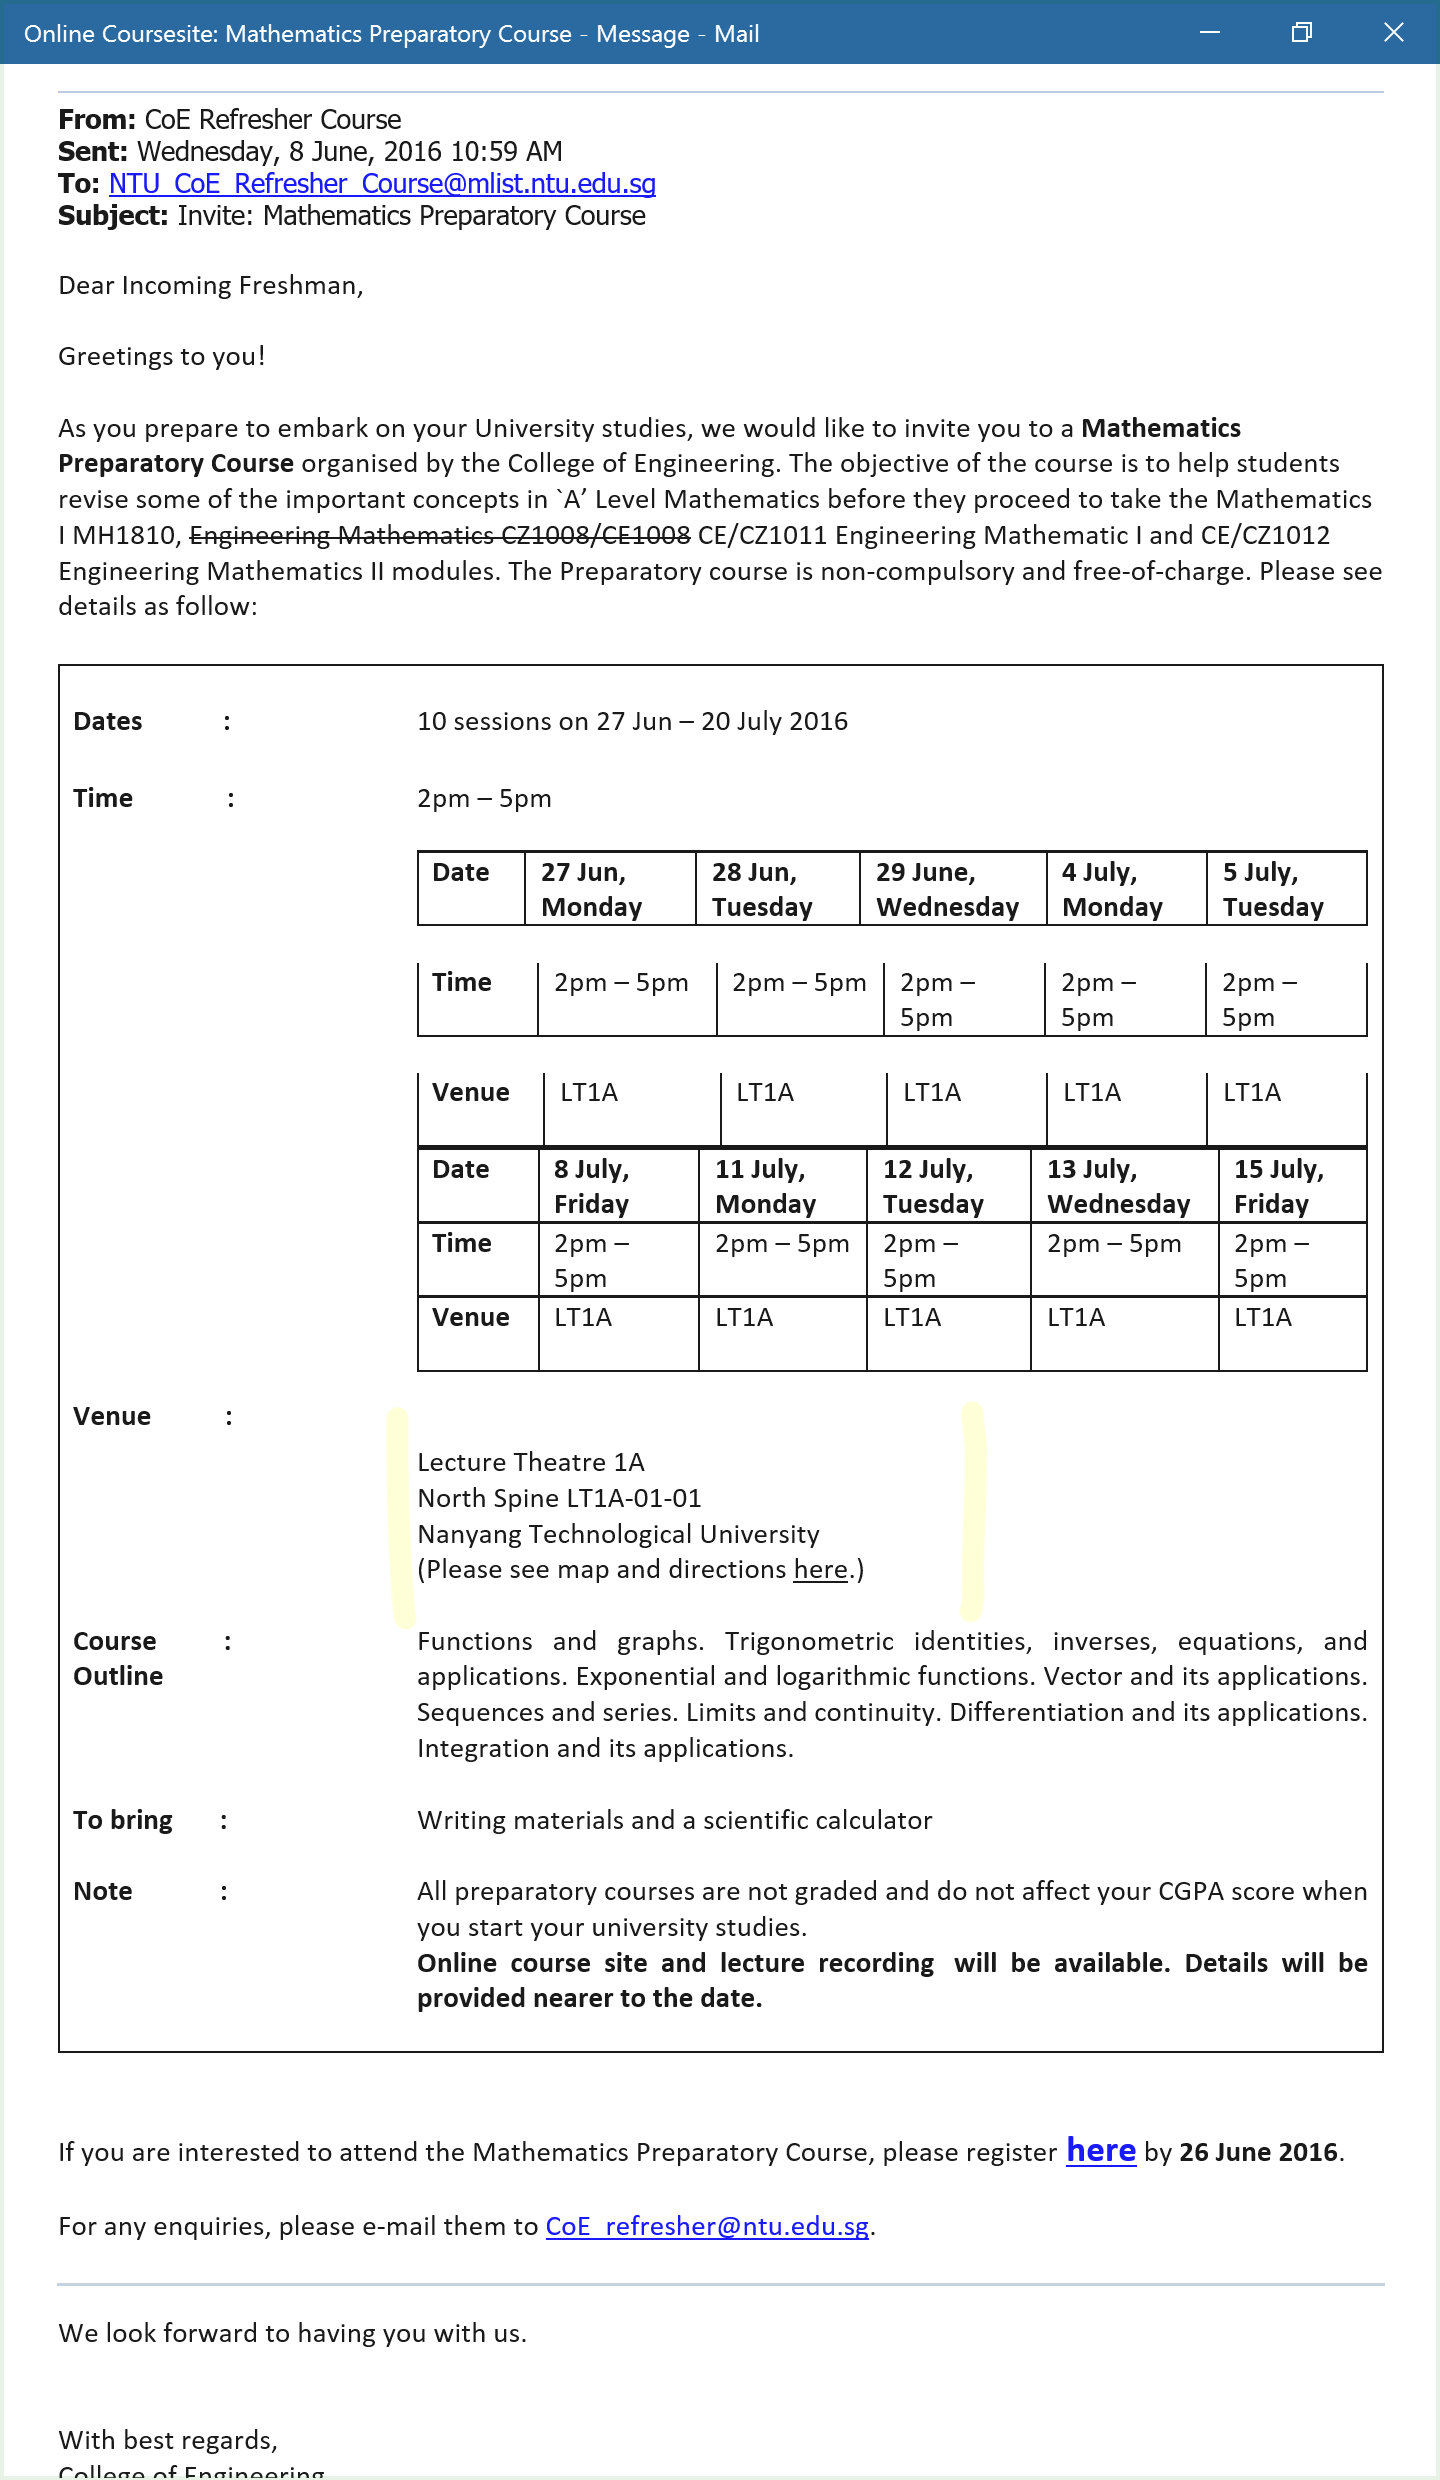 Online Coursesite: Mathematics Preparatory Course - Message - Mail
From: CoE Refresher Course
Sent: Wednesday, 8 June, 2016 10:59 AM
To: NTU_CoE_Refresher_Course@mlist.ntu.edu.sg
Subject: Invite: Mathematics Preparatory Course
Dear Incoming Freshman,
Greetings to you!
As you prepare to embark on your University studies, we would like to invite you to a Mathematics
Preparatory Course organised by the College of Engineering. The objective of the course is to help students
revise some of the important concepts in `A’ Level Mathematics before they proceed to take the Mathematics
I MH1810, Engineering Mathematics CZ1008/CE1008 CE/CZ1011 Engineering Mathematic I and CE/CZ1012
Engineering Mathematics II modules. The Preparatory course is non-compulsory and free-of-charge. Please see
details as follow:
Dates : 10 sessions on 27 Jun – 20 July 2016
Time : 2pm – 5pm
Date 27 Jun, 28 Jun, 29 June, 4 July, 5 July,
Monday Tuesday Wednesday Monday Tuesday
Time 2pm – 5pm 2pm – 5pm 2pm – 2pm – 2pm –
5pm 5pm 5pm
Venue LT1A LT1A LT1A LT1A LT1A
Date 8 July, 11 July, 12 July, 13 July, 15 July,
Friday Monday Tuesday Wednesday Friday
Time 2pm – 2pm – 5pm 2pm – 2pm – 5pm 2pm –
5pm 5pm 5pm
Venue LT1A LT1A LT1A LT1A LT1A
Venue :
Lecture Theatre 1A
North Spine LT1A-01-01
Nanyang Technological University
(Please see map and directions here.)
Course : Functions and graphs. Trigonometric identities, inverses, equations, and
Outline applications. Exponential and logarithmic functions. Vector and its applications.
Sequences and series. Limits and continuity. Differentiation and its applications.
Integration and its applications.
To bring : Writing materials and a scientific calculator
Note : All preparatory courses are not graded and do not affect your CGPA score when
you start your university studies.
Online course site and lecture recording will be available. Details will be
provided nearer to the date.
If you are interested to attend the Mathematics Preparatory Course, please register here by 26 June 2016.
For any enquiries, please e-mail them to CoE_refresher@ntu.edu.sg.
We look forward to having you with us.
With best regards,
College of Engineering